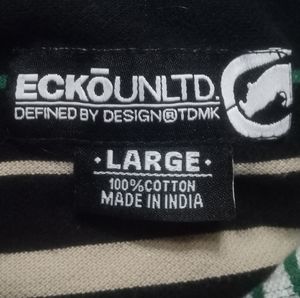 ECKŌUNLTD.
DEFINED BY DESIGN®TDMK
·LARGE·
100%COTTON
MADE IN INDIA